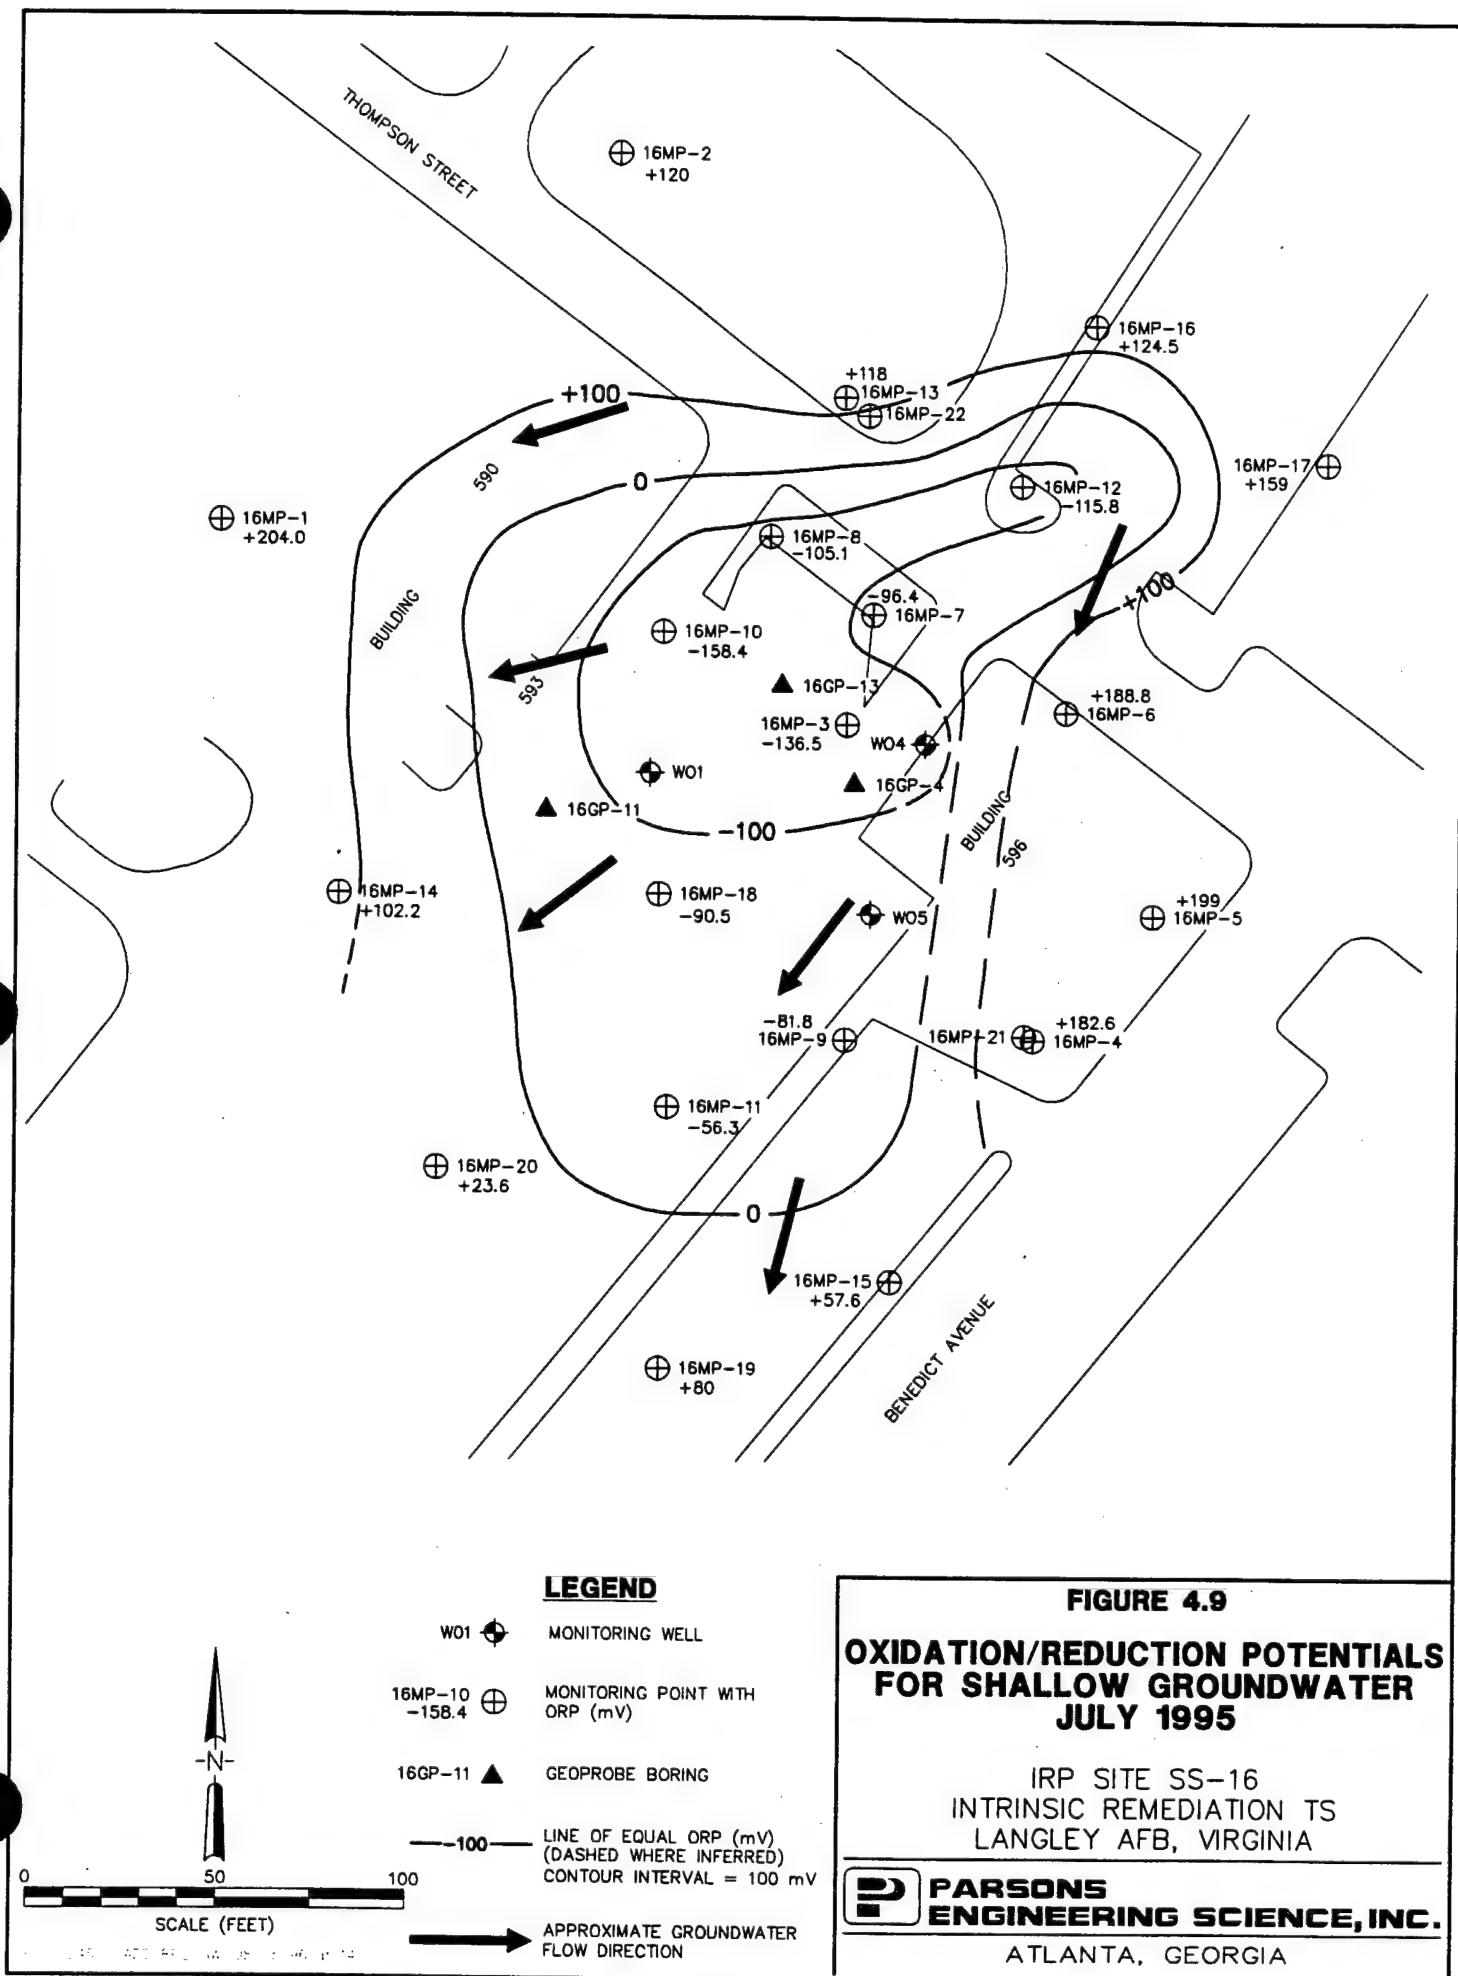 THOMPSON STREET
16MP-2
+120
16MP-16
+124.5
+118
16MP-13
16MP-22
+100
590
0
16MP-17
+159
16MP-12
-115.8
16MP-1
+204.0
16MP-8
-105.1
BUILDING
+100
-96.4
16MP-7
16MP-10
-158.4
593
16GP-13
+188.8
16MP-6
16MP-3
-136.5
W04
W01
16GP-4
16GP-11
-100
BUILDING
596
16MP-14
+102.2
16MP-18
-90.5
W05
+199
16MP-5
-81.8
16MP-9
16MP-21
+182.6
16MP-4
16MP-11
-56.3
16MP-20
+23.6
0
16MP-15
+57.6
16MP-19
+80
BENEDICT AVENUE
LEGEND
W01
MONITORING WELL
16MP-10
-158.4
MONITORING POINT WITH
ORP (mV)
16GP-11
GEOPROBE BORING
-100
LINE OF EQUAL ORP (mV)
(DASHED WHERE INFERRED)
CONTOUR INTERVAL = 100 mV
APPROXIMATE GROUNDWATER
FLOW DIRECTION
-N-
0 50 100
SCALE (FEET)
FIGURE 4.9
OXIDATION/REDUCTION POTENTIALS
FOR SHALLOW GROUNDWATER
JULY 1995
IRP SITE SS-16
INTRINSIC REMEDIATION TS
LANGLEY AFB, VIRGINIA
PARSONS
ENGINEERING SCIENCE, INC.
ATLANTA, GEORGIA